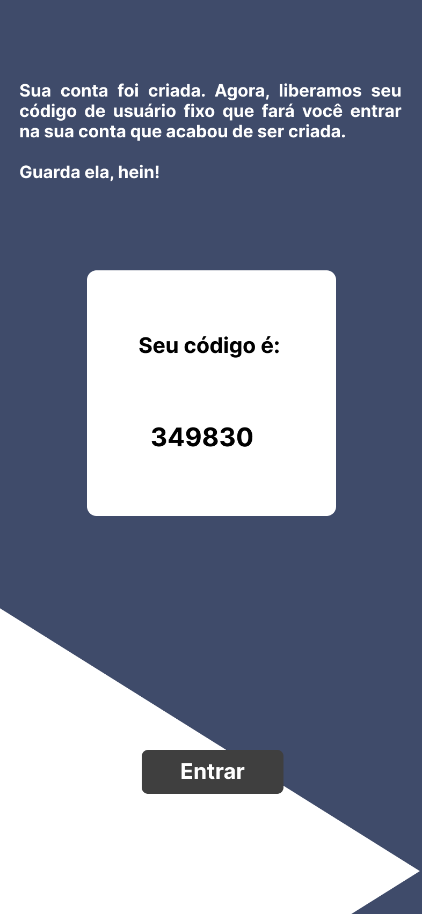 Sua conta foi criada. Agora, liberamos seu
código de usuário fixo que fará você entrar
na sua conta que acabou de ser criada.
Guarda ela, hein!
Seu código é:
349830
Entrar